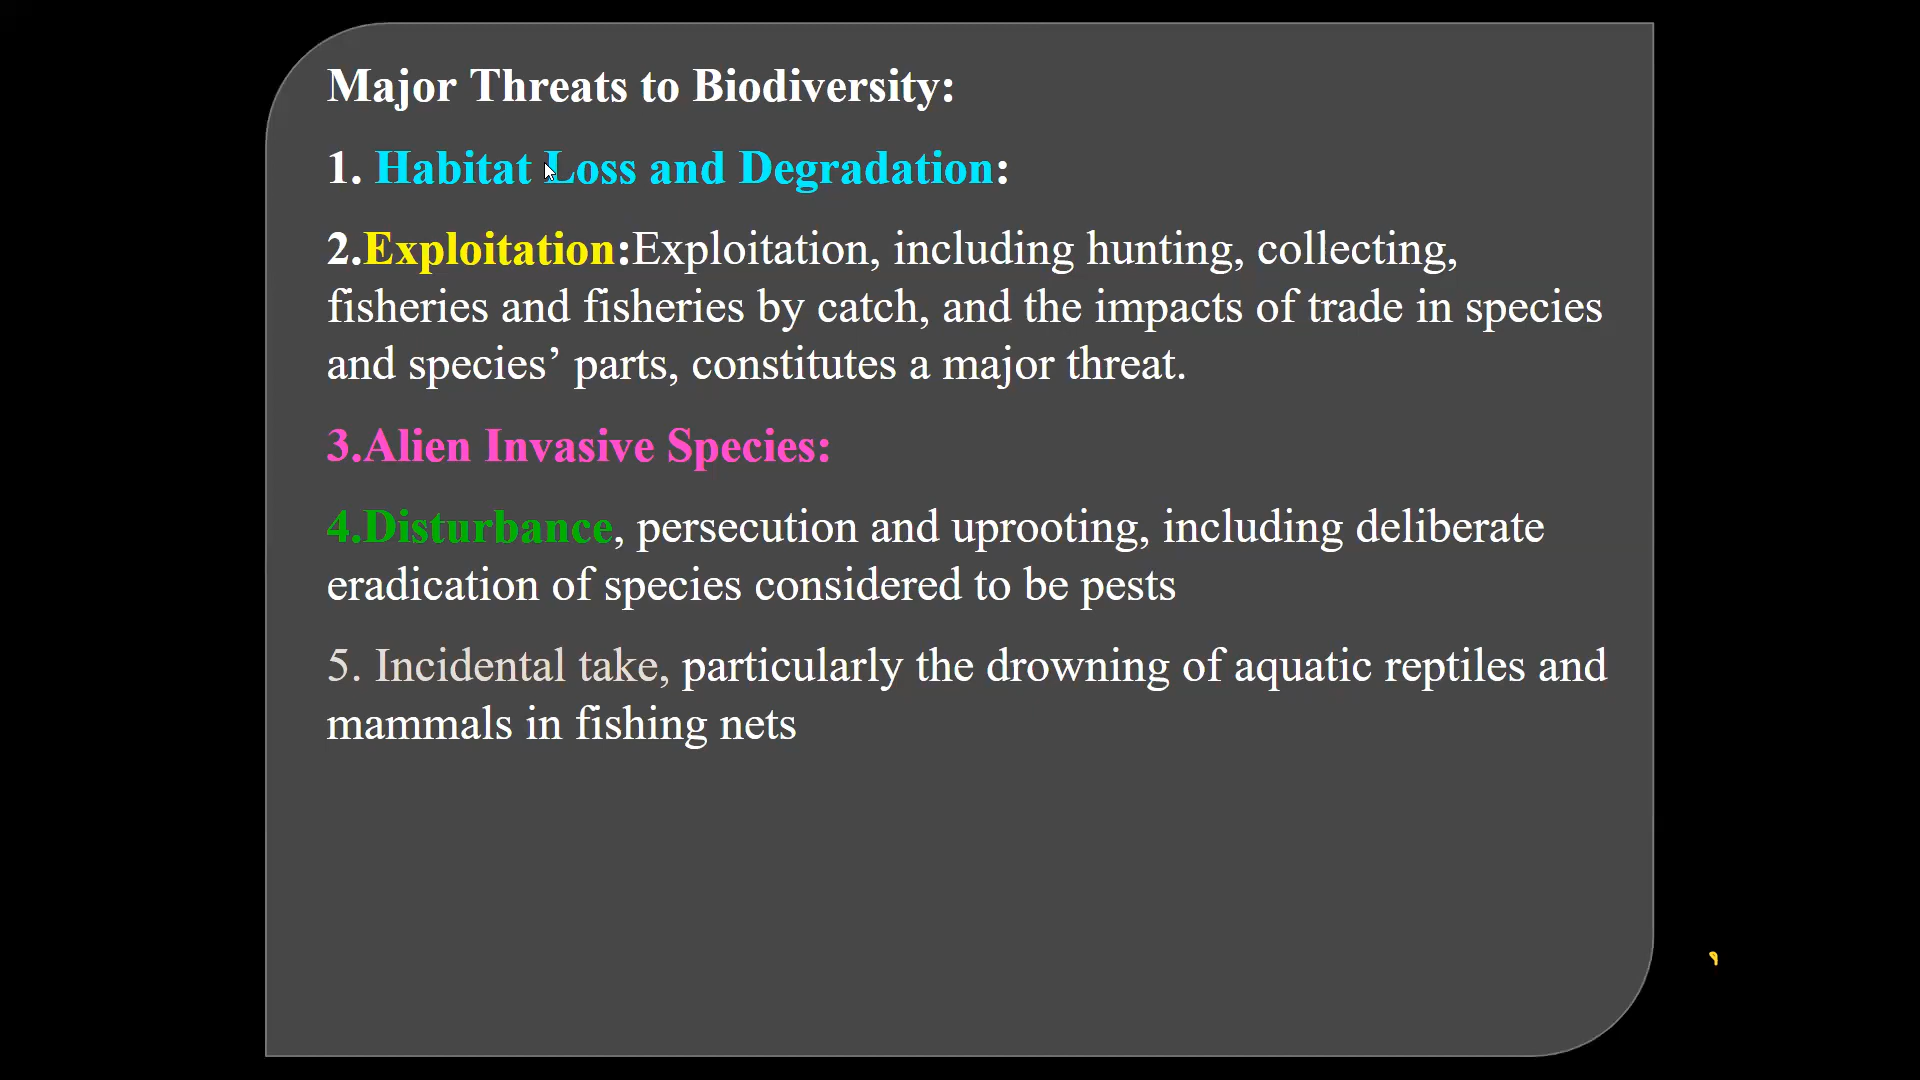 Major Threats to Biodiversity:
1. Habitat Loss and Degradation:
2.Exploitation:Exploitation, including hunting, collecting,
fisheries and fisheries by catch, and the impacts of trade in species
and species’ parts, constitutes a major threat.
3.Alien Invasive Species:
4.Disturbance, persecution and uprooting, including deliberate
eradication of species considered to be pests
5. Incidental take, particularly the drowning of aquatic reptiles and
mammals in fishing nets